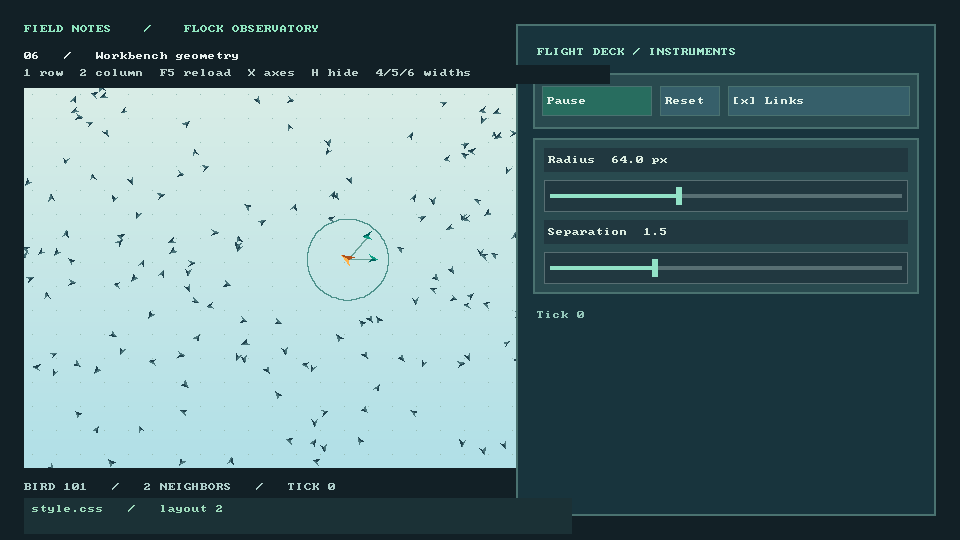 FIELD NOTES / FLOCK OBSERVATORY
06 / Workbench geometry
1 row 2 column F5 reload X axes H hide 4/5/6 widths
FLIGHT DECK / INSTRUMENTS
Pause Reset [x] Links
Radius 64.0 px
Separation 1.5
Tick 0
BIRD 101 / 2 NEIGHBORS / TICK 0
style.css / layout 2